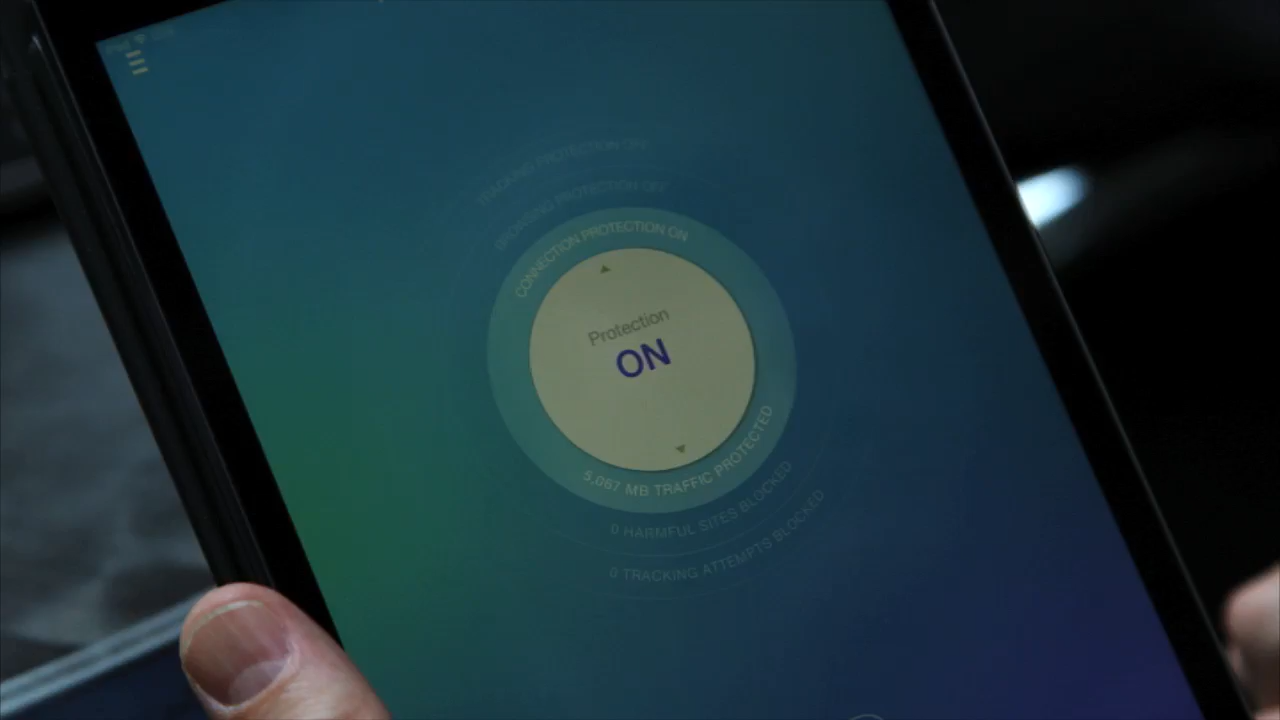 TRACKING PROTECTION OFF
BROWSING PROTECTION OFF
CONNECTION PROTECTION ON
Protection
ON
5,067 MB TRAFFIC PROTECTED
0 HARMFUL SITES BLOCKED
0 TRACKING ATTEMPTS BLOCKED